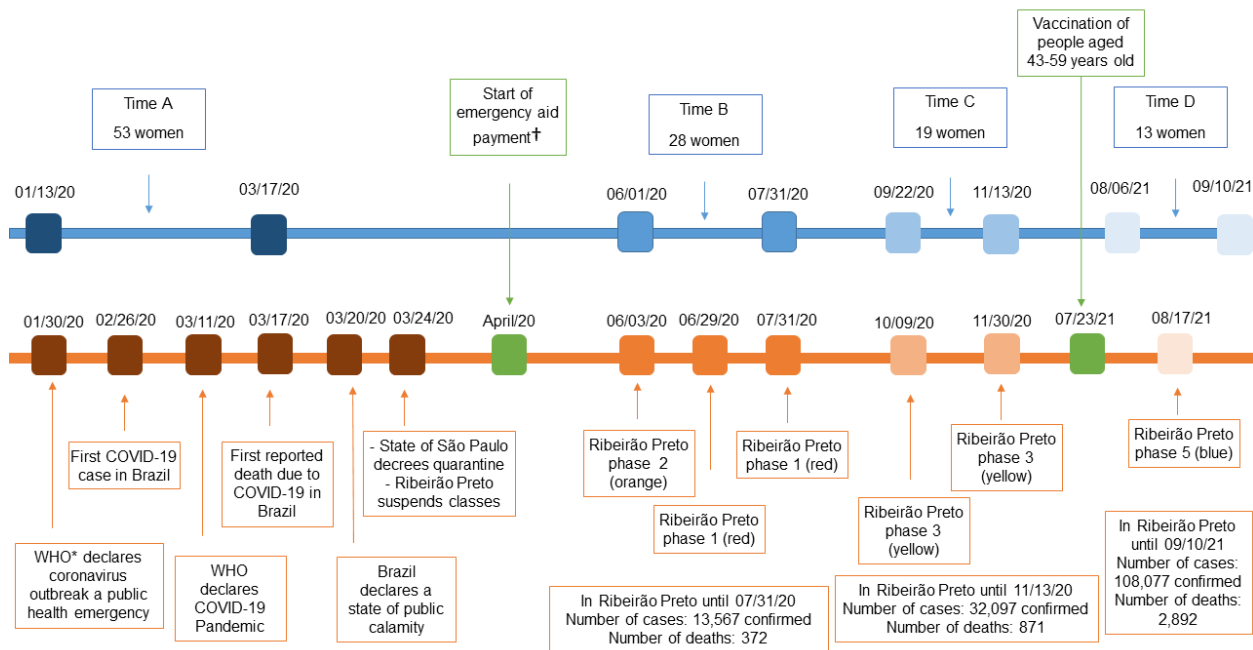 Vaccination of
people aged
43-59 years old
Time A
53 women
Start of
emergency aid
payment✝
Time B
28 women
Time C
19 women
Time D
13 women
01/13/20
03/17/20
06/01/20
07/31/20
09/22/20
11/13/20
08/06/21
09/10/21
01/30/20
02/26/20
03/11/20
03/17/20
03/20/20
03/24/20
April/20
06/03/20
06/29/20
07/31/20
10/09/20
11/30/20
07/23/21
08/17/21
First COVID-19
case in Brazil
First reported
death due to
COVID-19 in
Brazil
- State of São Paulo
decrees quarantine
- Ribeirão Preto
suspends classes
Ribeirão Preto
phase 2
(orange)
Ribeirão Preto
phase 1 (red)
Ribeirão Preto
phase 3
(yellow)
Ribeirão Preto
phase 5 (blue)
WHO* declares
coronavirus
outbreak a public
health emergency
WHO
declares
COVID-19
Pandemic
Brazil
declares a
state of public
calamity
Ribeirão Preto
phase 1 (red)
Ribeirão Preto
phase 3
(yellow)
In Ribeirão Preto until 07/31/20
Number of cases: 13,567 confirmed
Number of deaths: 372
In Ribeirão Preto until 11/13/20
Number of cases: 32,097 confirmed
Number of deaths: 871
In Ribeirão Preto
until 09/10/21
Number of cases:
108,077 confirmed
Number of deaths:
2,892